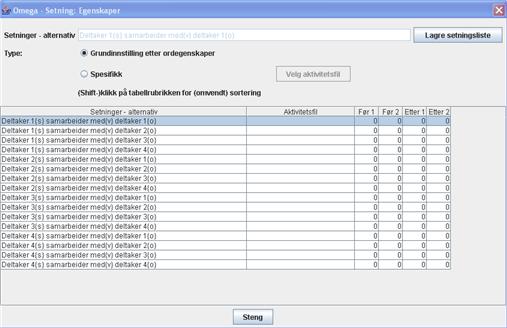 Omega - Setning: Egenskaper
Setninger - alternativ Deltaker 1(s) samarbeider med(v) deltaker 1(o) Lagre setningsliste
Type: Grundinnstilling etter ordegenskaper
Spesifikk Velg aktivitetsfil
(Shift-)klikk på tabellrubrikken for (omvendt) sortering
Setninger - alternativ Aktivitetsfil Før 1 Før 2 Etter 1 Etter 2
Deltaker 1(s) samarbeider med(v) deltaker 1(o) 0 0 0 0
Deltaker 1(s) samarbeider med(v) deltaker 2(o) 0 0 0 0
Deltaker 1(s) samarbeider med(v) deltaker 3(o) 0 0 0 0
Deltaker 1(s) samarbeider med(v) deltaker 4(o) 0 0 0 0
Deltaker 2(s) samarbeider med(v) deltaker 1(o) 0 0 0 0
Deltaker 2(s) samarbeider med(v) deltaker 2(o) 0 0 0 0
Deltaker 2(s) samarbeider med(v) deltaker 3(o) 0 0 0 0
Deltaker 2(s) samarbeider med(v) deltaker 4(o) 0 0 0 0
Deltaker 3(s) samarbeider med(v) deltaker 1(o) 0 0 0 0
Deltaker 3(s) samarbeider med(v) deltaker 2(o) 0 0 0 0
Deltaker 3(s) samarbeider med(v) deltaker 3(o) 0 0 0 0
Deltaker 3(s) samarbeider med(v) deltaker 4(o) 0 0 0 0
Deltaker 4(s) samarbeider med(v) deltaker 1(o) 0 0 0 0
Deltaker 4(s) samarbeider med(v) deltaker 2(o) 0 0 0 0
Deltaker 4(s) samarbeider med(v) deltaker 3(o) 0 0 0 0
Deltaker 4(s) samarbeider med(v) deltaker 4(o) 0 0 0 0
Steng